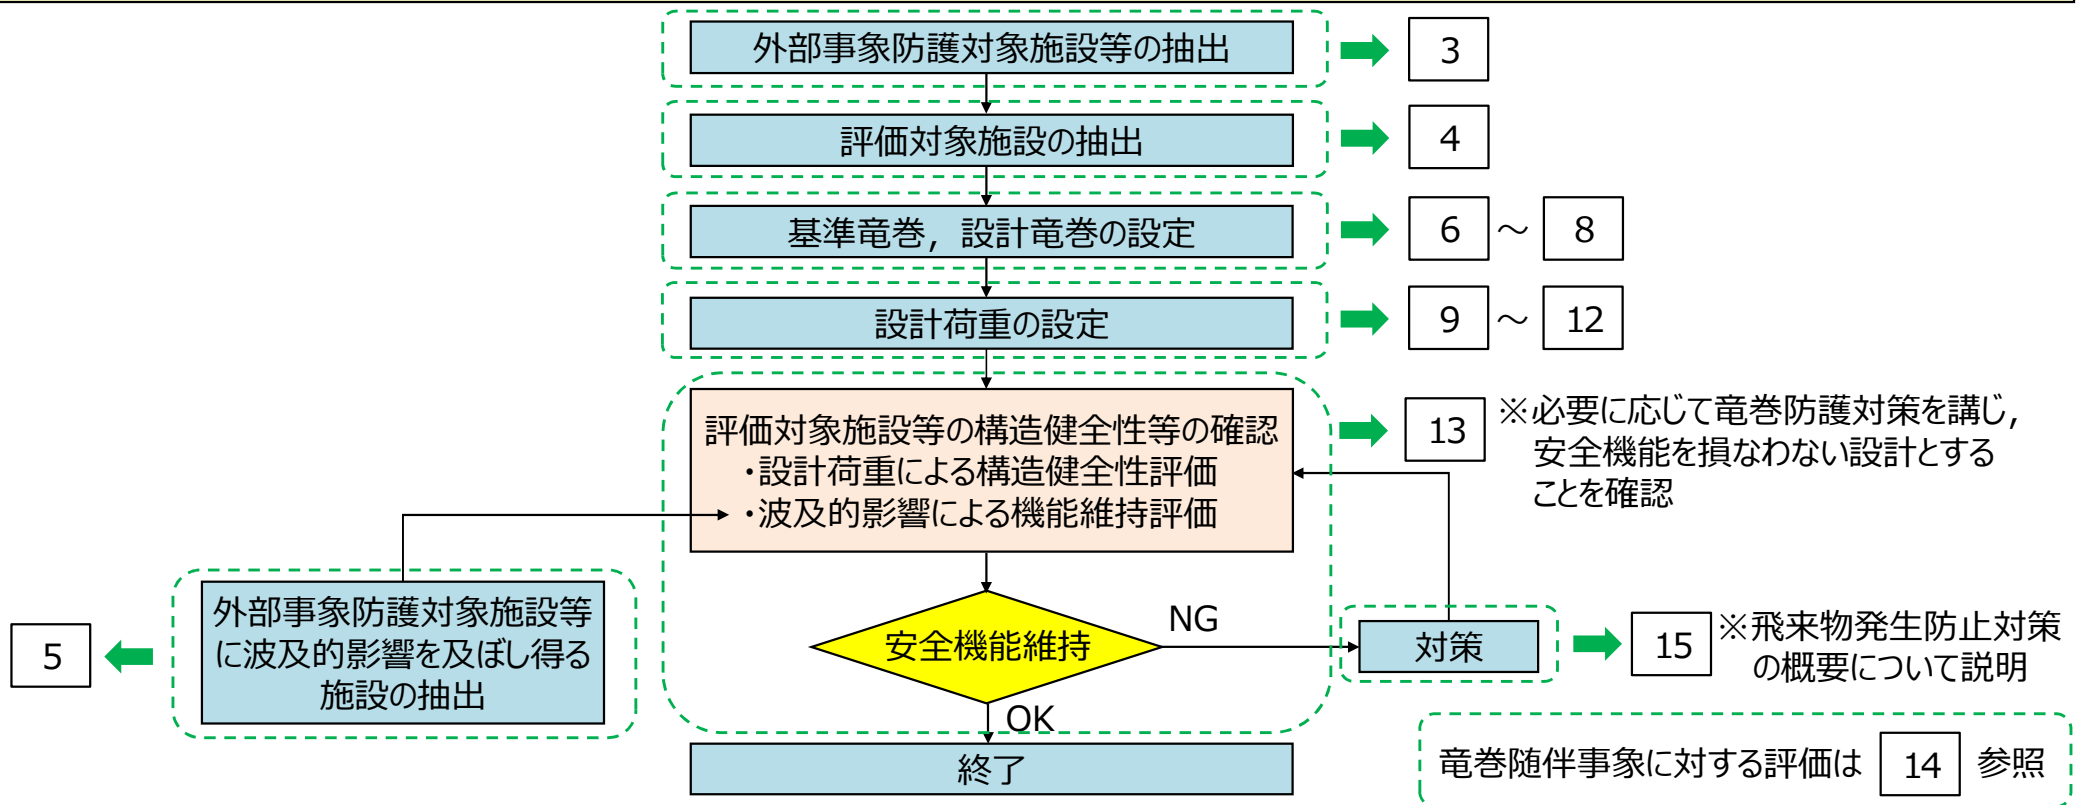 外部事象防護対象施設等の抽出
3
評価対象施設の抽出
4
基準竜巻，設計竜巻の設定
6 ～ 8
設計荷重の設定
9 ～ 12
評価対象施設等の構造健全性等の確認
・設計荷重による構造健全性評価
・波及的影響による機能維持評価
13
※必要に応じて竜巻防護対策を講じ，
安全機能を損なわない設計とする
ことを確認
5
外部事象防護対象施設等
に波及的影響を及ぼし得る
施設の抽出
安全機能維持
NG
対策
15
※飛来物発生防止対策
の概要について説明
OK
終了
竜巻随伴事象に対する評価は 14 参照